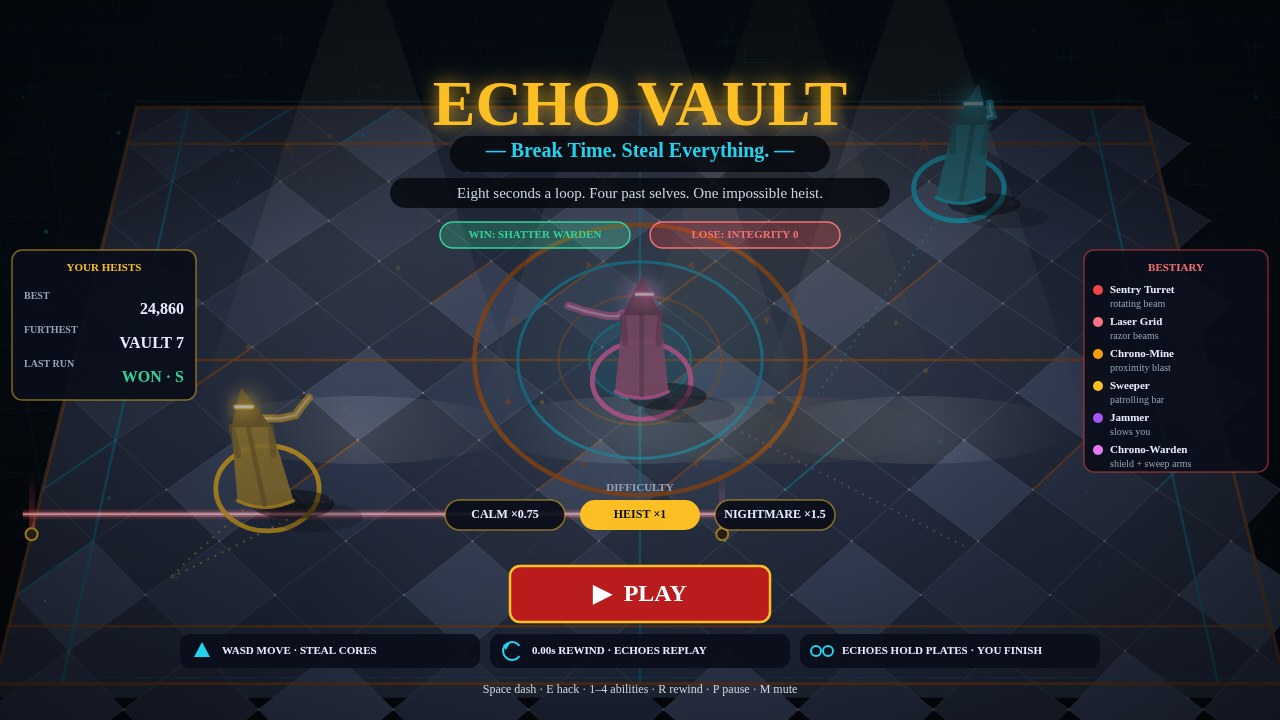 ECHO VAULT
— Break Time. Steal Everything. —
Eight seconds a loop. Four past selves. One impossible heist.
WIN: SHATTER WARDEN
LOSE: INTEGRITY 0
YOUR HEISTS
BEST
24,860
FURTHEST
VAULT 7
LAST RUN
WON · S
BESTIARY
Sentry Turret
rotating beam
Laser Grid
razor beams
Chrono-Mine
proximity blast
Sweeper
patrolling bar
Jammer
slows you
Chrono-Warden
shield + sweep arms
DIFFICULTY
CALM ×0.75
HEIST ×1
NIGHTMARE ×1.5
▶ PLAY
WASD MOVE · STEAL CORES
0.00s REWIND · ECHOES REPLAY
ECHOES HOLD PLATES · YOU FINISH
Space dash · E hack · 1–4 abilities · R rewind · P pause · M mute